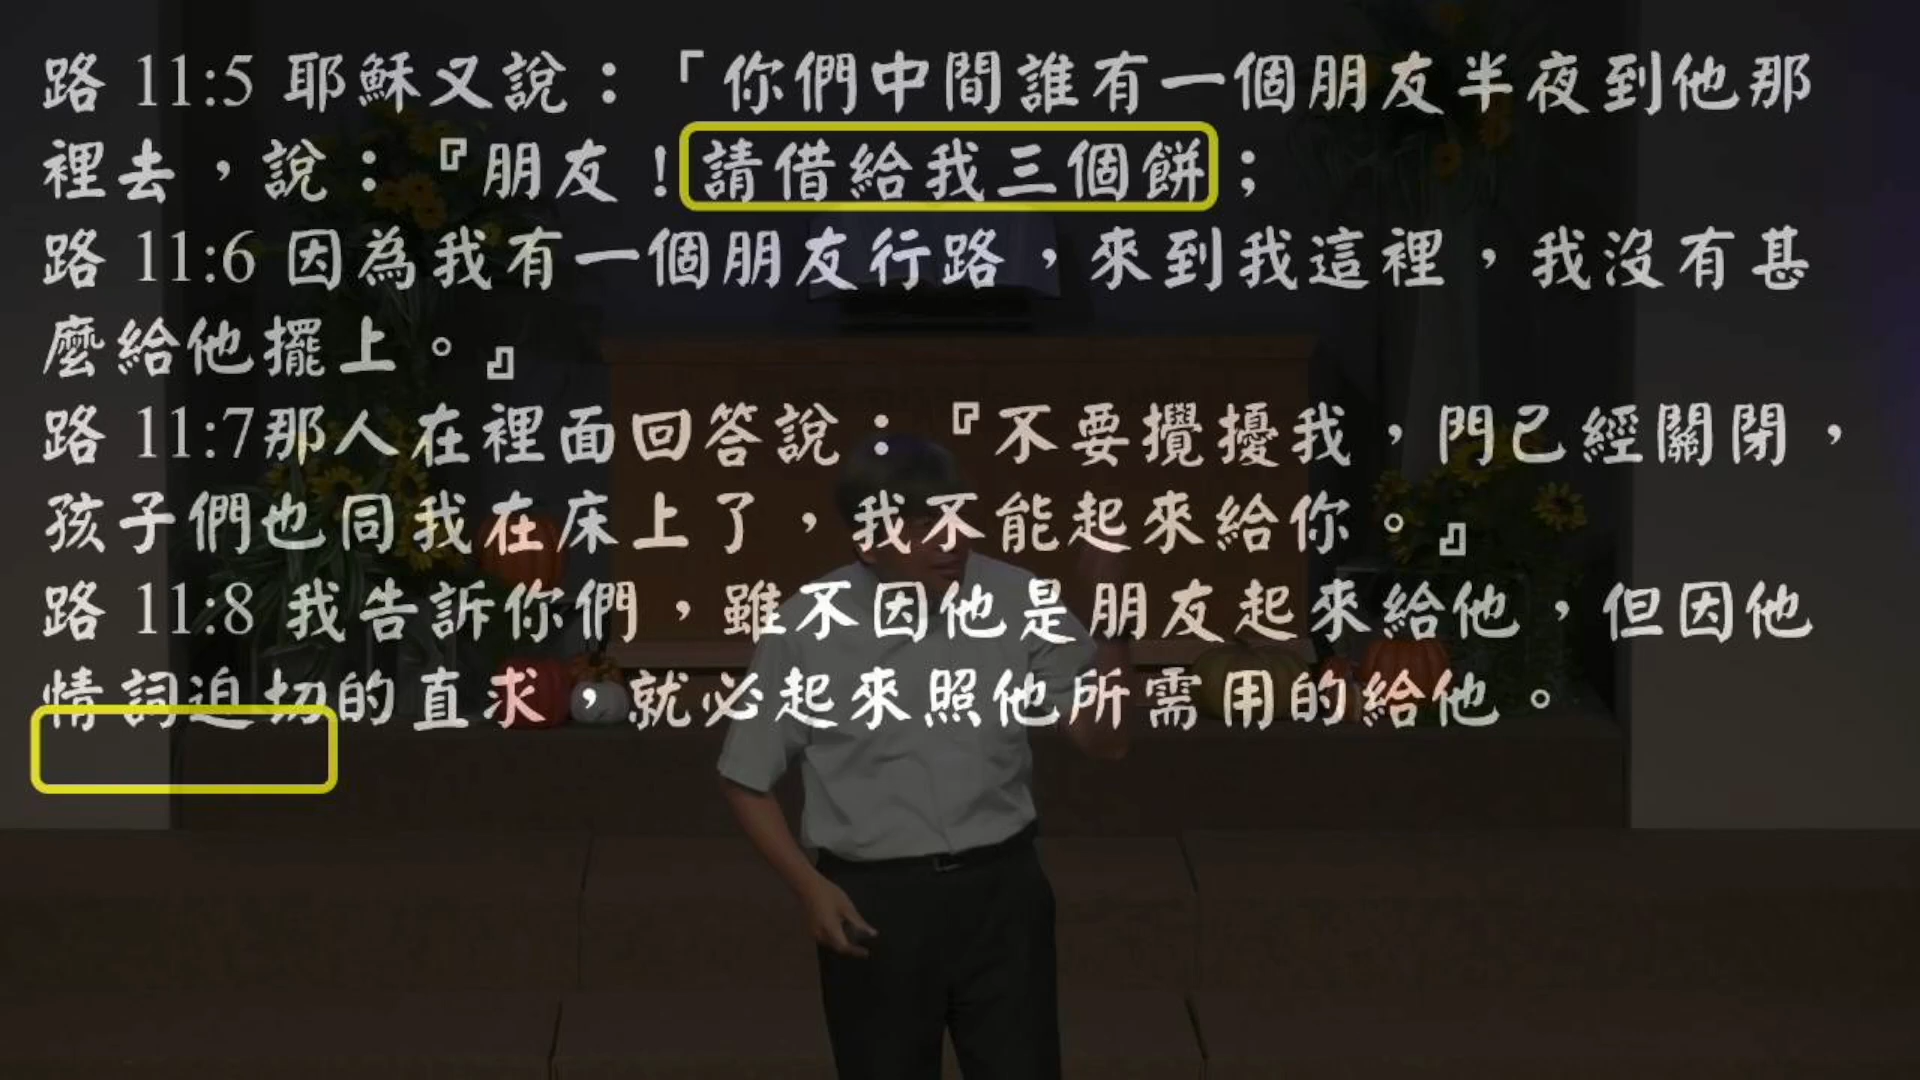 路 11:5 耶穌又說：「你們中間誰有一個朋友半夜到他那
裡去，說：『朋友！請借給我三個餅；
路 11:6 因為我有一個朋友行路，來到我這裡，我沒有甚
麼給他擺上。』
路 11:7那人在裡面回答說：『不要攪擾我，門已經關閉，
孩子們也同我在床上了，我不能起來給你。』
路 11:8 我告訴你們，雖不因他是朋友起來給他，但因他
情詞迫切的直求，就必起來照他所需用的給他。